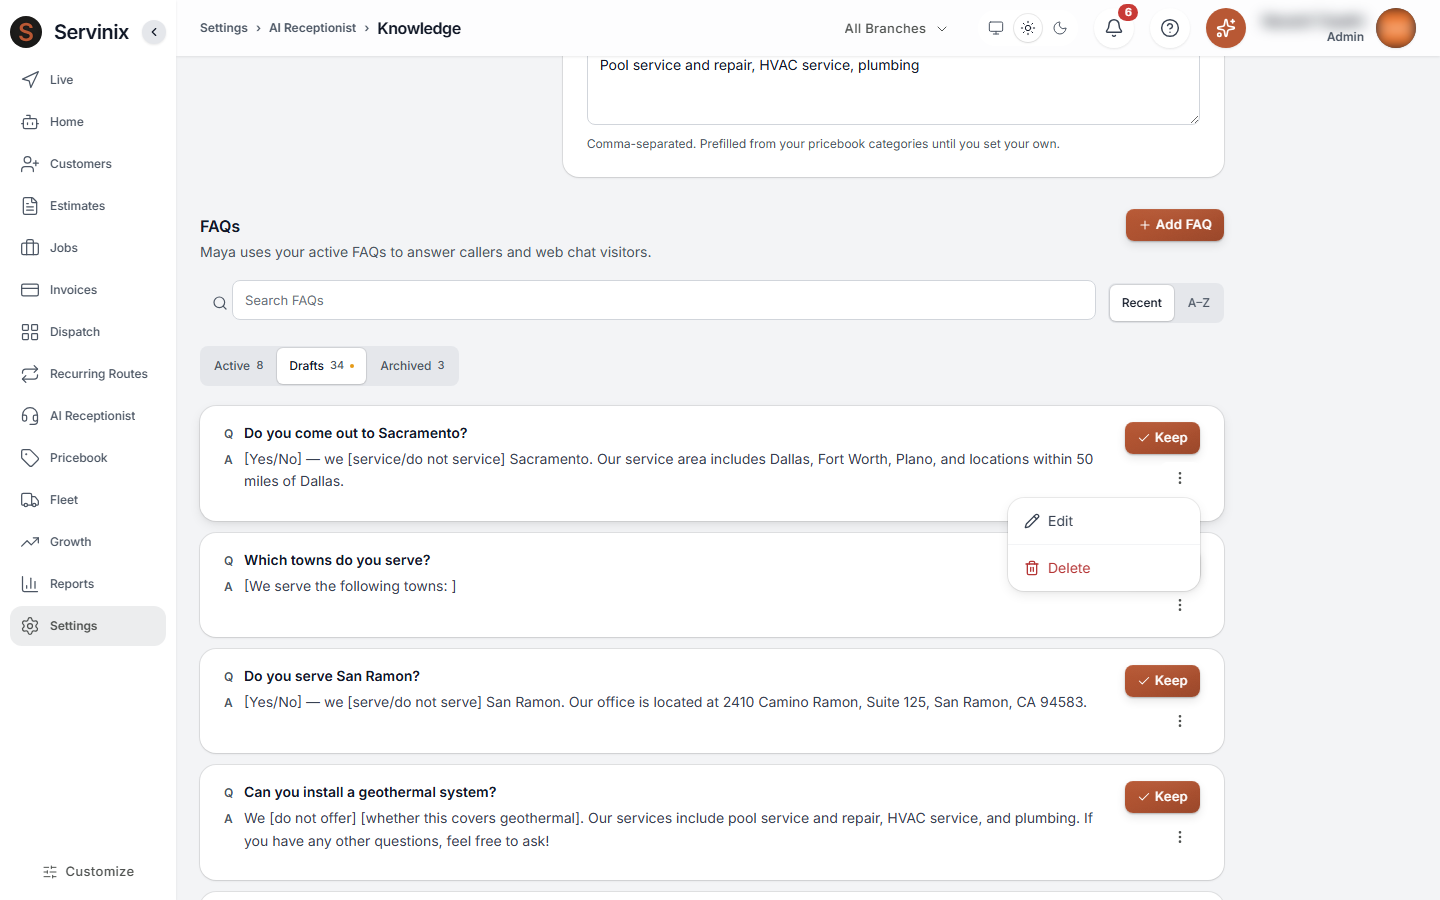 Servinix
Settings › AI Receptionist › Knowledge
All Branches
6
Admin
Live
Home
Customers
Estimates
Jobs
Invoices
Dispatch
Recurring Routes
AI Receptionist
Pricebook
Fleet
Growth
Reports
Settings
Customize
Pool service and repair, HVAC service, plumbing
Comma-separated. Prefilled from your pricebook categories until you set your own.
FAQs
+ Add FAQ
Maya uses your active FAQs to answer callers and web chat visitors.
Search FAQs
Recent
A–Z
Active 8
Drafts 34
Archived 3
Q Do you come out to Sacramento?
Keep
A [Yes/No] — we [service/do not service] Sacramento. Our service area includes Dallas, Fort Worth, Plano, and locations within 50
miles of Dallas.
Edit
Delete
Q Which towns do you serve?
A [We serve the following towns: ]
Q Do you serve San Ramon?
Keep
A [Yes/No] — we [serve/do not serve] San Ramon. Our office is located at 2410 Camino Ramon, Suite 125, San Ramon, CA 94583.
Q Can you install a geothermal system?
Keep
A We [do not offer] [whether this covers geothermal]. Our services include pool service and repair, HVAC service, and plumbing. If
you have any other questions, feel free to ask!